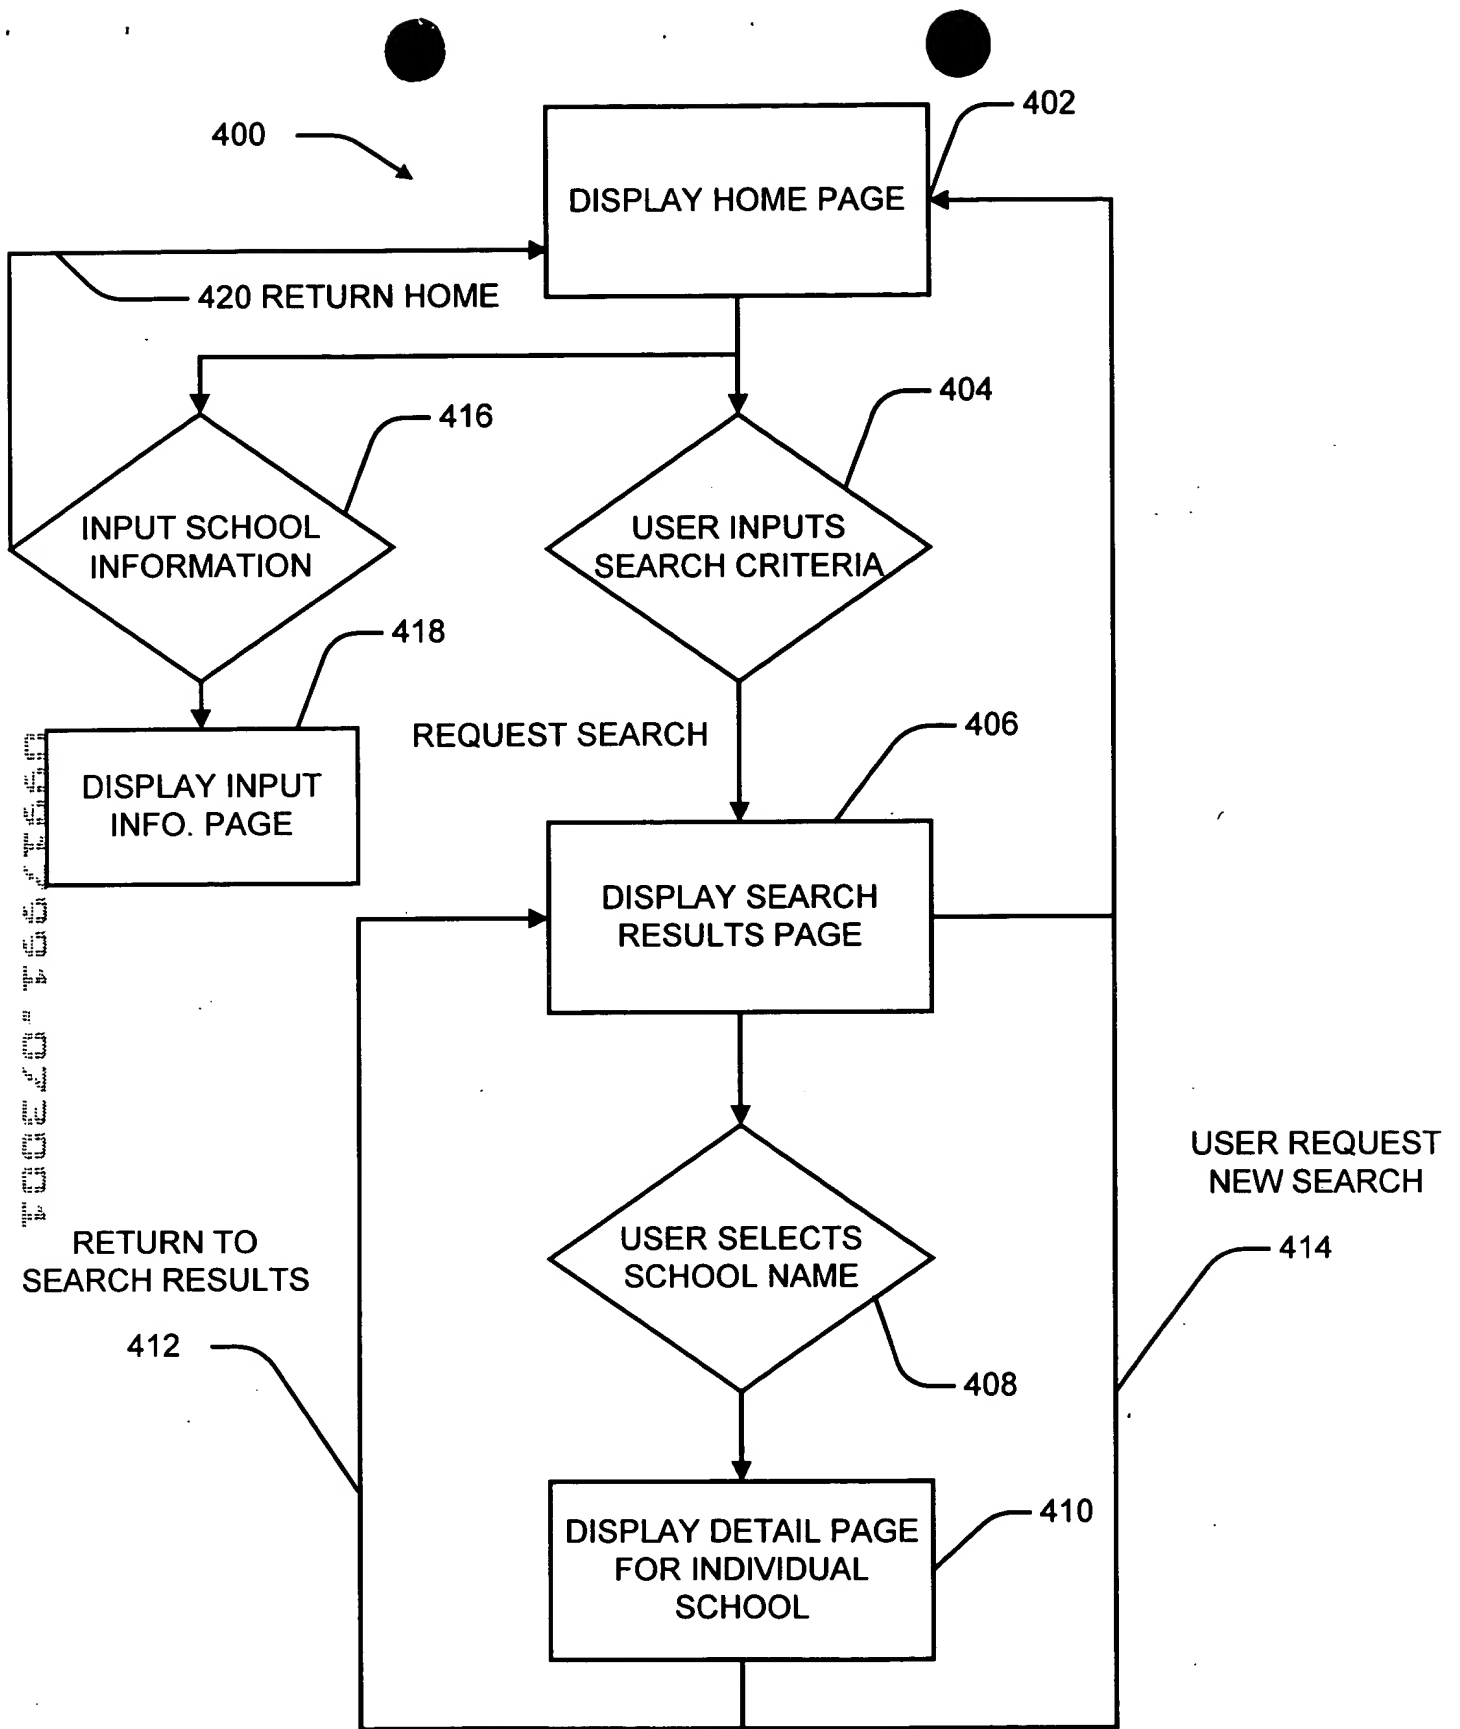 402
400
DISPLAY HOME PAGE
420 RETURN HOME
404
416
INPUT SCHOOL
INFORMATION
USER INPUTS
SEARCH CRITERIA
418
REQUEST SEARCH
406
DISPLAY INPUT
INFO. PAGE
DISPLAY SEARCH
RESULTS PAGE
USER REQUEST
NEW SEARCH
414
RETURN TO
SEARCH RESULTS
412
USER SELECTS
SCHOOL NAME
408
410
DISPLAY DETAIL PAGE
FOR INDIVIDUAL
SCHOOL